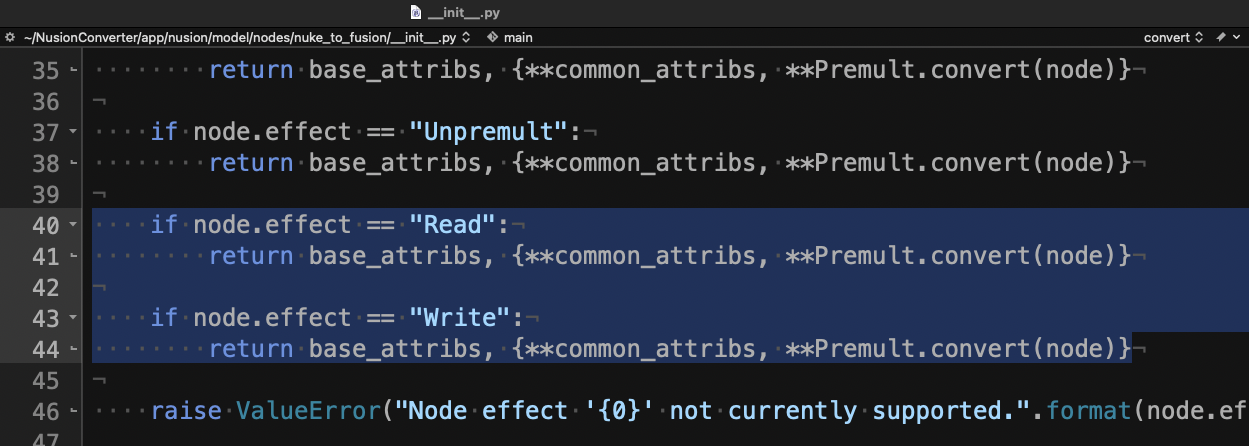 __init__.py
~/NusionConverter/app/nusion/model/nodes/nuke_to_fusion/__init__.py main convert
35 return base_attribs, {**common_attribs, **Premult.convert(node)}
36
37 if node.effect == "Unpremult":
38 return base_attribs, {**common_attribs, **Premult.convert(node)}
39
40 if node.effect == "Read":
41 return base_attribs, {**common_attribs, **Premult.convert(node)}
42
43 if node.effect == "Write":
44 return base_attribs, {**common_attribs, **Premult.convert(node)}
45
46 raise ValueError("Node effect '{0}' not currently supported.".format(node.ef
47